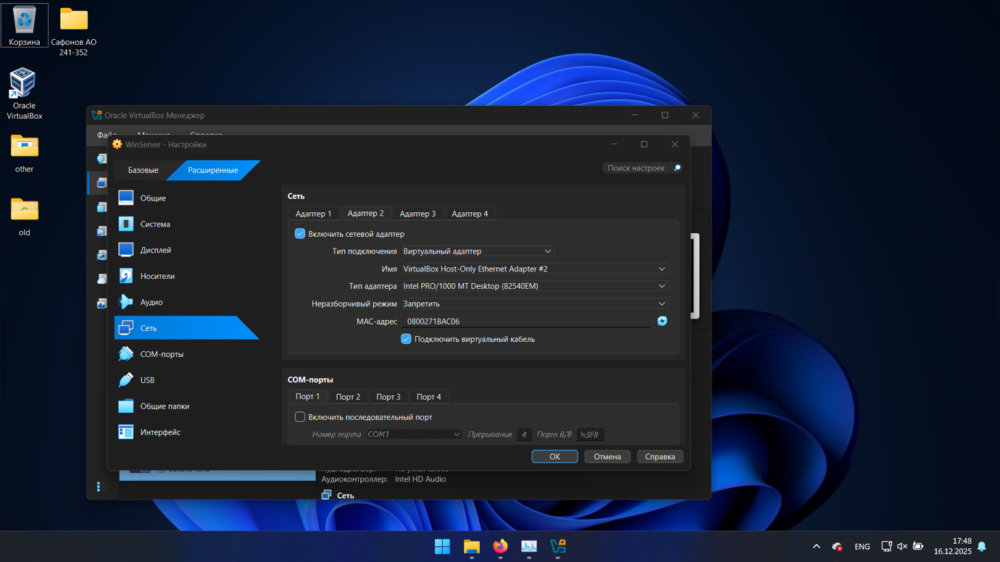 Корзина
Сафонов АО
241-352
Oracle
VirtualBox
other
old
Oracle VirtualBox Менеджер
Файл Машина Справка
WinServer - Настройки
Базовые
Расширенные
Поиск настроек
Общие
Система
Дисплей
Носители
Аудио
Сеть
COM-порты
USB
Общие папки
Интерфейс
Сеть
Адаптер 1 Адаптер 2 Адаптер 3 Адаптер 4
Включить сетевой адаптер
Тип подключения Виртуальный адаптер
Имя VirtualBox Host-Only Ethernet Adapter #2
Тип адаптера Intel PRO/1000 MT Desktop (82540EM)
Неразборчивый режим Запретить
MAC-адрес 0800271BAC06
Подключить виртуальный кабель
COM-порты
Порт 1 Порт 2 Порт 3 Порт 4
Включить последовательный порт
Номер порта COM1 Прерывание 4 Порт В/В 0x3F8
OK Отмена Справка
Аудиоконтроллер: Intel HD Audio
Сеть
ENG
17:48
16.12.2025